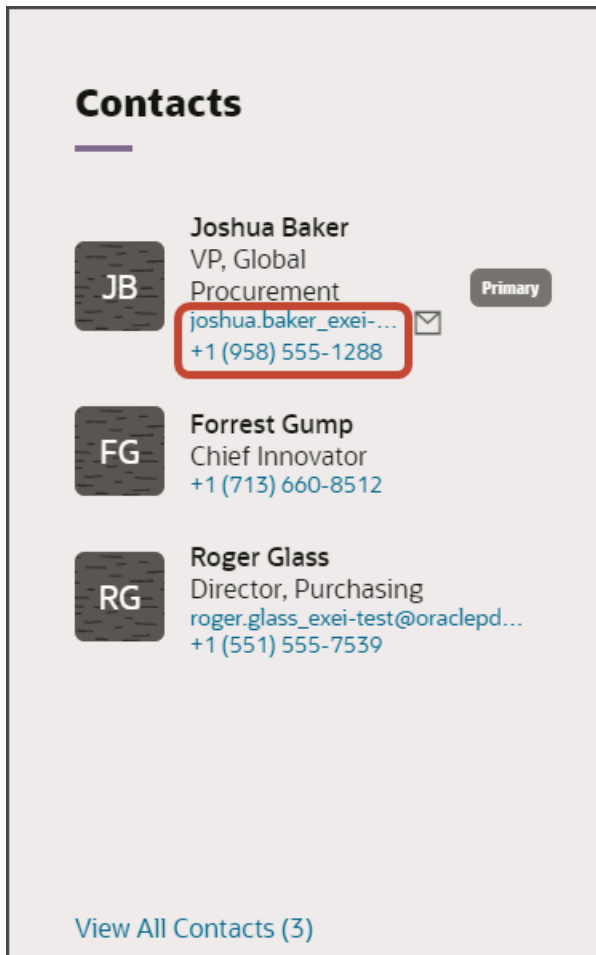 Contacts
JB
Joshua Baker
VP, Global
Procurement
Primary
joshua.baker_exei-...
+1 (958) 555-1288
FG
Forrest Gump
Chief Innovator
+1 (713) 660-8512
RG
Roger Glass
Director, Purchasing
roger.glass_exei-test@oraclepd...
+1 (551) 555-7539
View All Contacts (3)